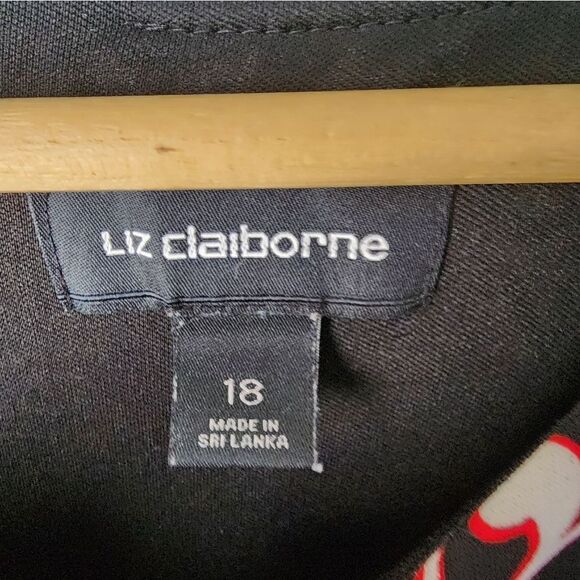 LIZ claiborne
18
MADE IN
SRI LANKA